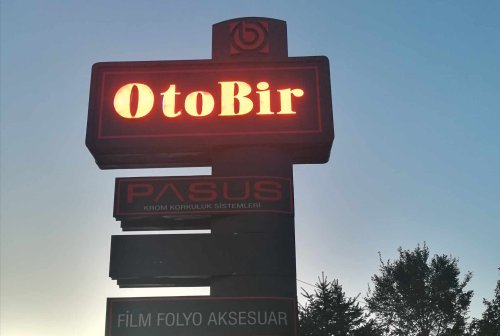 OtoBir
PASUS
KROM KORKULUK SİSTEMLERİ
FİLM FOLYO AKSESUAR